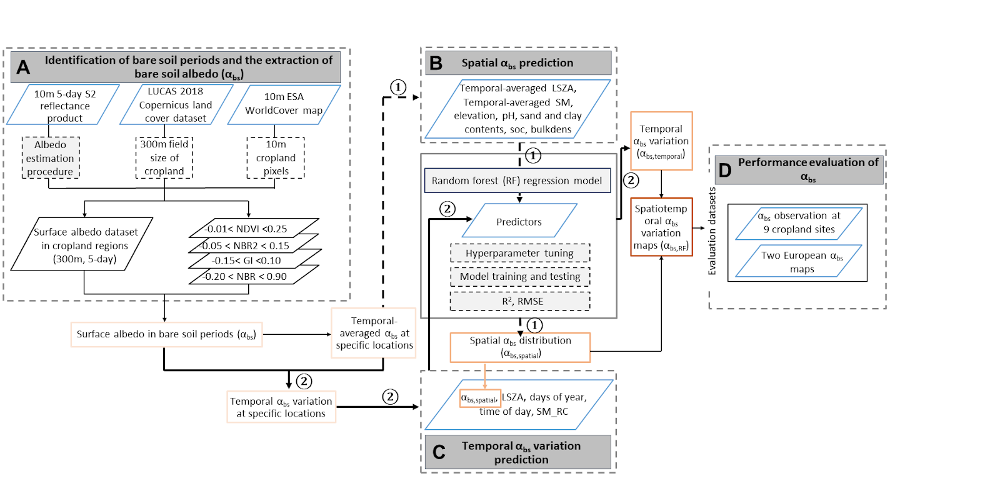 A
Identification of bare soil periods and the extraction of
bare soil albedo (αbs)
10m 5-day S2
reflectance
product
LUCAS 2018
Copernicus land
cover dataset
10m ESA
WorldCover map
Albedo
estimation
procedure
300m field
size of
cropland
10m
cropland
pixels
Surface albedo dataset
in cropland regions
(300m, 5-day)
-0.01< NDVI <0.25
-0.05 < NBR2 < 0.15
-0.15< GI <0.10
-0.20 < NBR < 0.90
Surface albedo in bare soil periods (αbs)
Temporal-
averaged αbs at
specific locations
②
Temporal αbs variation
at specific locations
②
①
B
Spatial αbs prediction
Temporal-averaged LSZA,
Temporal-averaged SM,
elevation, pH, sand and clay
contents, soc, bulkdens
①
Random forest (RF) regression model
②
Predictors
Hyperparameter tuning
Model training and testing
R², RMSE
①
Spatial αbs distribution
(αbs,spatial)
αbs,spatial, LSZA, days of year,
time of day, SM_RC
C
Temporal αbs variation
prediction
②
Temporal
αbs variation
(αbs,temporal)
Spatiotemp
oral αbs
variation
maps (αbs,RF)
Evaluation datasets
D
Performance evaluation of
αbs
αbs observation at
9 cropland sites
Two European αbs
maps